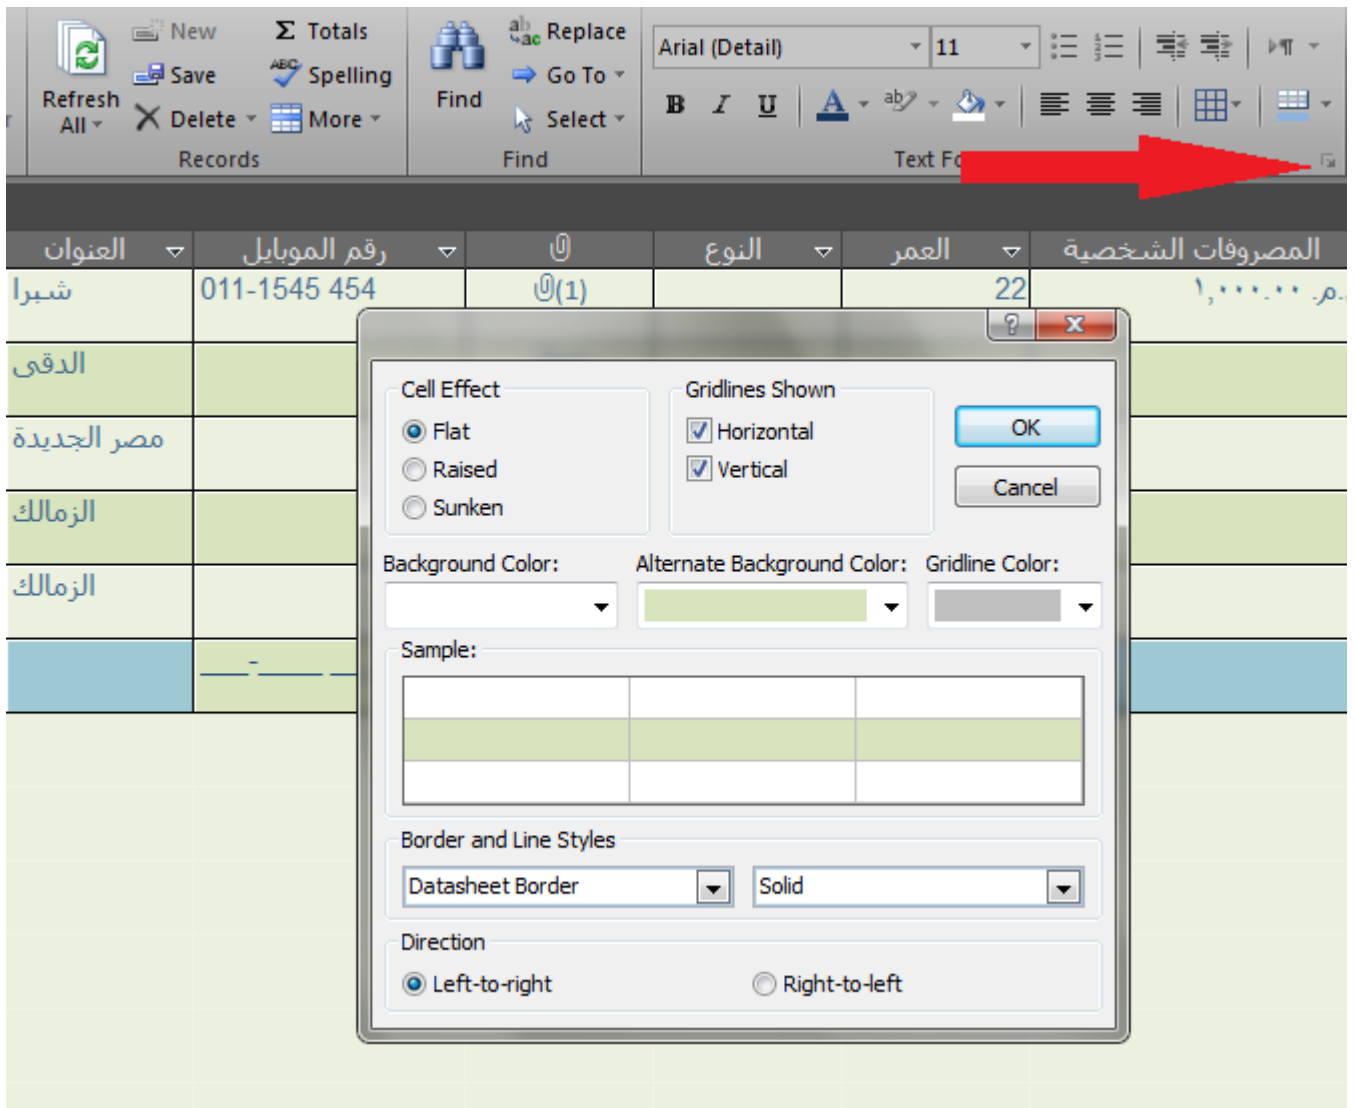 New Σ Totals
Save Spelling
Refresh All
Delete More
Records
Find
Replace
Go To
Select
Find
Arial (Detail) 11
B I U
Text Fo
العنوان رقم الموبايل النوع العمر المصروفات الشخصية
شبرا 011-1545 454 (1) 22 ١,٠٠٠.٠٠ .م.
الدقى
مصر الجديدة
الزمالك
الزمالك
Cell Effect
Flat
Raised
Sunken
Gridlines Shown
Horizontal
Vertical
OK
Cancel
Background Color: Alternate Background Color: Gridline Color:
Sample:
Border and Line Styles
Datasheet Border Solid
Direction
Left-to-right Right-to-left